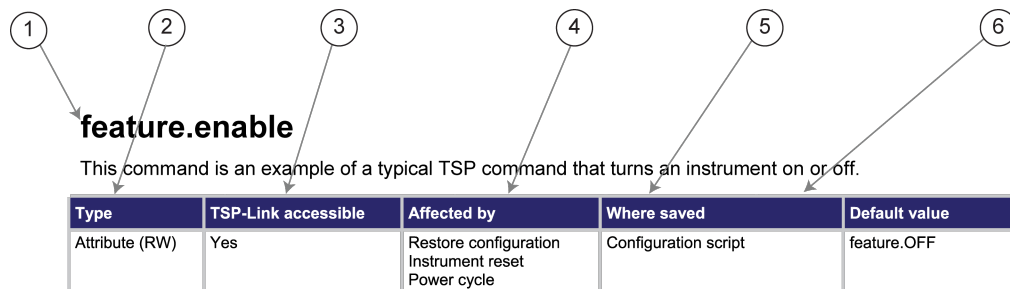 1 2 3 4 5 6
feature.enable
This command is an example of a typical TSP command that turns an instrument on or off.
Type TSP-Link accessible Affected by Where saved Default value
Attribute (RW) Yes Restore configuration Configuration script feature.OFF
Instrument reset
Power cycle